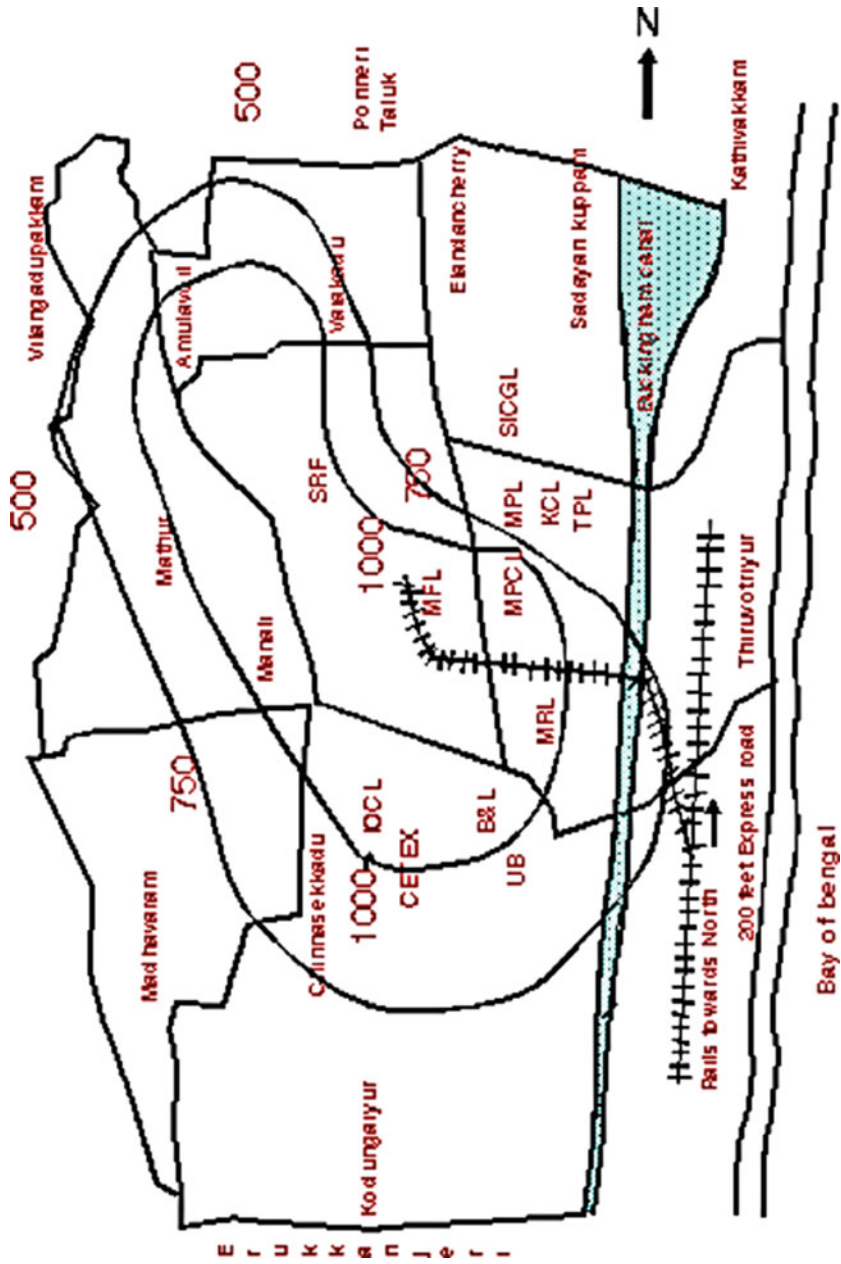 500
500
Ponneri
Taluk
Vilangadupakkam
Amulavoil
Vaiakadu
Elandancherry
Sadayan kuppam
Kathivakkam
N
Buckingham canal
SICGL
SRF
750
1000
MFL
MPL
KCL
TPL
MPCL
Mathur
Manali
MRL
Thiruvotriyur
750
IOCL
CETEX
B&L
UB
1000
Chinnasekkadu
Madhavaram
200 feet Express road
Rails towards North
Bay of bengal
Kodungaiyur
Erukkanjeri